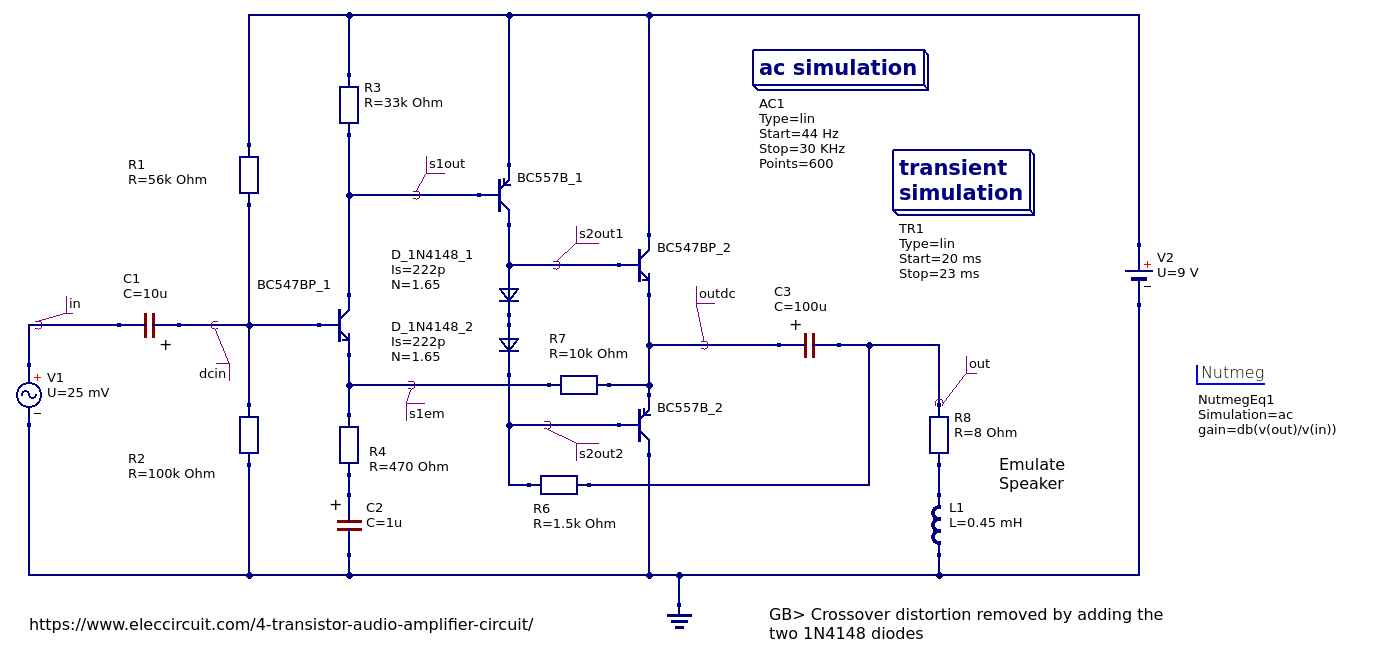 ac simulation
AC1
Type=lin
Start=44 Hz
Stop=30 KHz
Points=600
R3
R=33k Ohm
transient
simulation
TR1
Type=lin
Start=20 ms
Stop=23 ms
s1out
BC557B_1
R1
R=56k Ohm
s2out1
BC547BP_2
D_1N4148_1
Is=222p
N=1.65
V2
U=9 V
+
−
C1
C=10u
+
BC547BP_1
in
dcin
outdc
C3
C=100u
+
D_1N4148_2
Is=222p
N=1.65
R7
R=10k Ohm
V1
U=25 mV
+
−
out
Nutmeg
NutmegEq1
Simulation=ac
gain=db(v(out)/v(in))
s1em
BC557B_2
R8
R=8 Ohm
R2
R=100k Ohm
R4
R=470 Ohm
s2out2
Emulate
Speaker
+
C2
C=1u
R6
R=1.5k Ohm
L1
L=0.45 mH
https://www.eleccircuit.com/4-transistor-audio-amplifier-circuit/
GB> Crossover distortion removed by adding the
two 1N4148 diodes